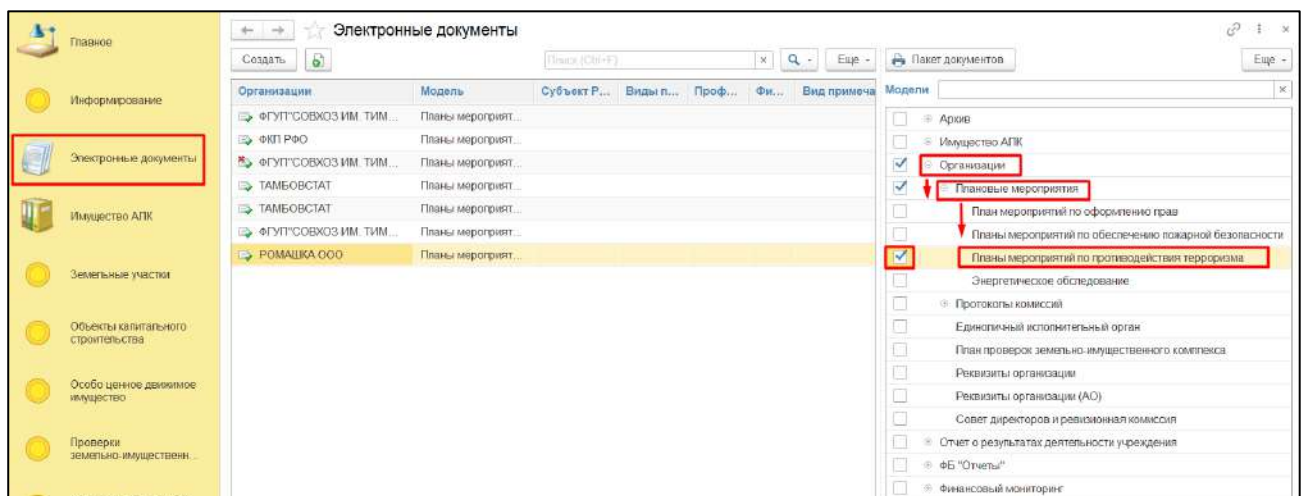 Главное
Информирование
Электронные документы
Имущество АПК
Земельные участки
Объекты капитального
строительства
Особо ценное движимое
имущество
Проверки
земельно-имуществен...
Электронные документы
Создать
Поиск (Ctrl+F)
×
Еще
Пакет документов
Еще
Организации Модель Субъект Р... Виды п... Проф... Фи... Вид примеча
ФГУП"СОВХОЗ ИМ. ТИМ... Планы мероприят...
ФКП РФО Планы мероприят...
ФГУП"СОВХОЗ ИМ. ТИМ... Планы мероприят...
ТАМБОВСТАТ Планы мероприят...
ТАМБОВСТАТ Планы мероприят...
ФГУП"СОВХОЗ ИМ. ТИМ... Планы мероприят...
РОМАШКА ООО Планы мероприят...
Модели
Архив
Имущество АПК
Организации
Плановые мероприятия
План мероприятий по оформлению прав
Планы мероприятий по обеспечению пожарной безопасности
Планы мероприятий по противодействия терроризма
Энергетическое обследование
Протоколы комиссий
Единоличный исполнительный орган
План проверок земельно-имущественного комплекса
Реквизиты организации
Реквизиты организации (АО)
Совет директоров и ревизионная комиссия
Отчет о результатах деятельности учреждения
ФБ "Отчеты"
Финансовый мониторинг